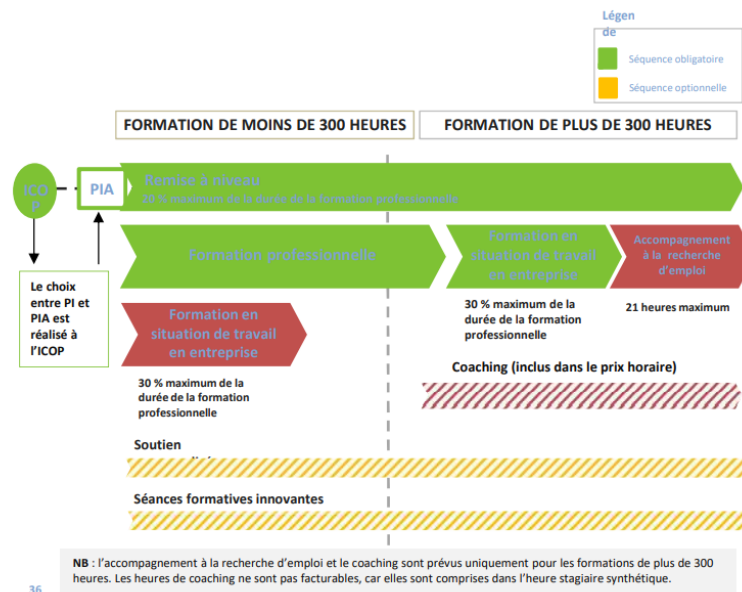 Légen
de
Séquence obligatoire
Séquence optionnelle
FORMATION DE MOINS DE 300 HEURES
FORMATION DE PLUS DE 300 HEURES
ICO
P
PIA
Remise à niveau
20 % maximum de la durée de la formation professionnelle
Formation professionnelle
Formation en
situation de travail
en entreprise
Accompagnement
à la recherche
d'emploi
Le choix
entre PI et
PIA est
réalisé à
l'ICOP
Formation en
situation de travail
en entreprise
30 % maximum de la
durée de la formation
professionnelle
21 heures maximum
30 % maximum de la
durée de la formation
professionnelle
Coaching (inclus dans le prix horaire)
Soutien
Séances formatives innovantes
NB : l'accompagnement à la recherche d'emploi et le coaching sont prévus uniquement pour les formations de plus de 300
heures. Les heures de coaching ne sont pas facturables, car elles sont comprises dans l'heure stagiaire synthétique.
36